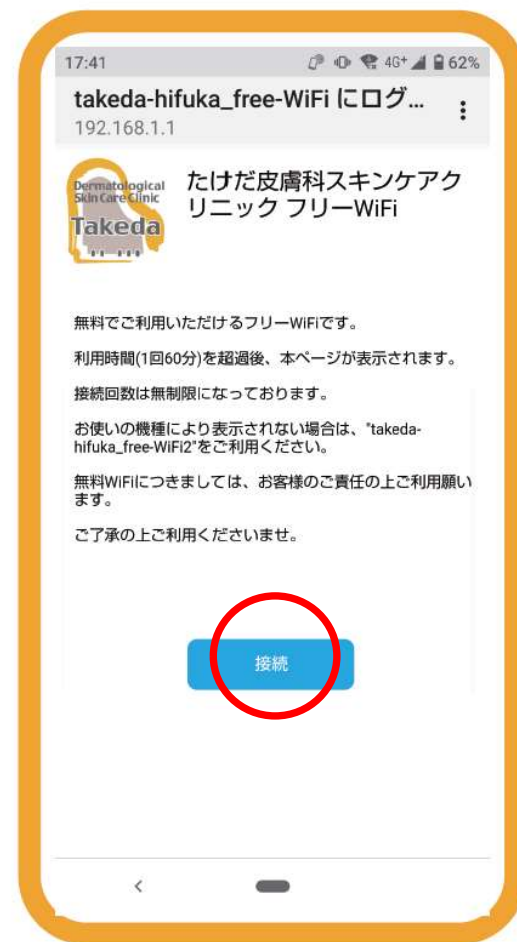 17:41
4G+ 62%
takeda-hifuka_free-WiFi にログ...
192.168.1.1
Dermatological
Skin Care Clinic
Takeda
たけだ皮膚科スキンケアク
リニック フリーWiFi
無料でご利用いただけるフリーWiFiです。
利用時間(1回60分)を超過後、本ページが表示されます。
接続回数は無制限になっております。
お使いの機種により表示されない場合は、"takeda-
hifuka_free-WiFi2"をご利用ください。
無料WiFiにつきましては、お客様のご責任の上ご利用願い
ます。
ご了承の上ご利用くださいませ。
接続